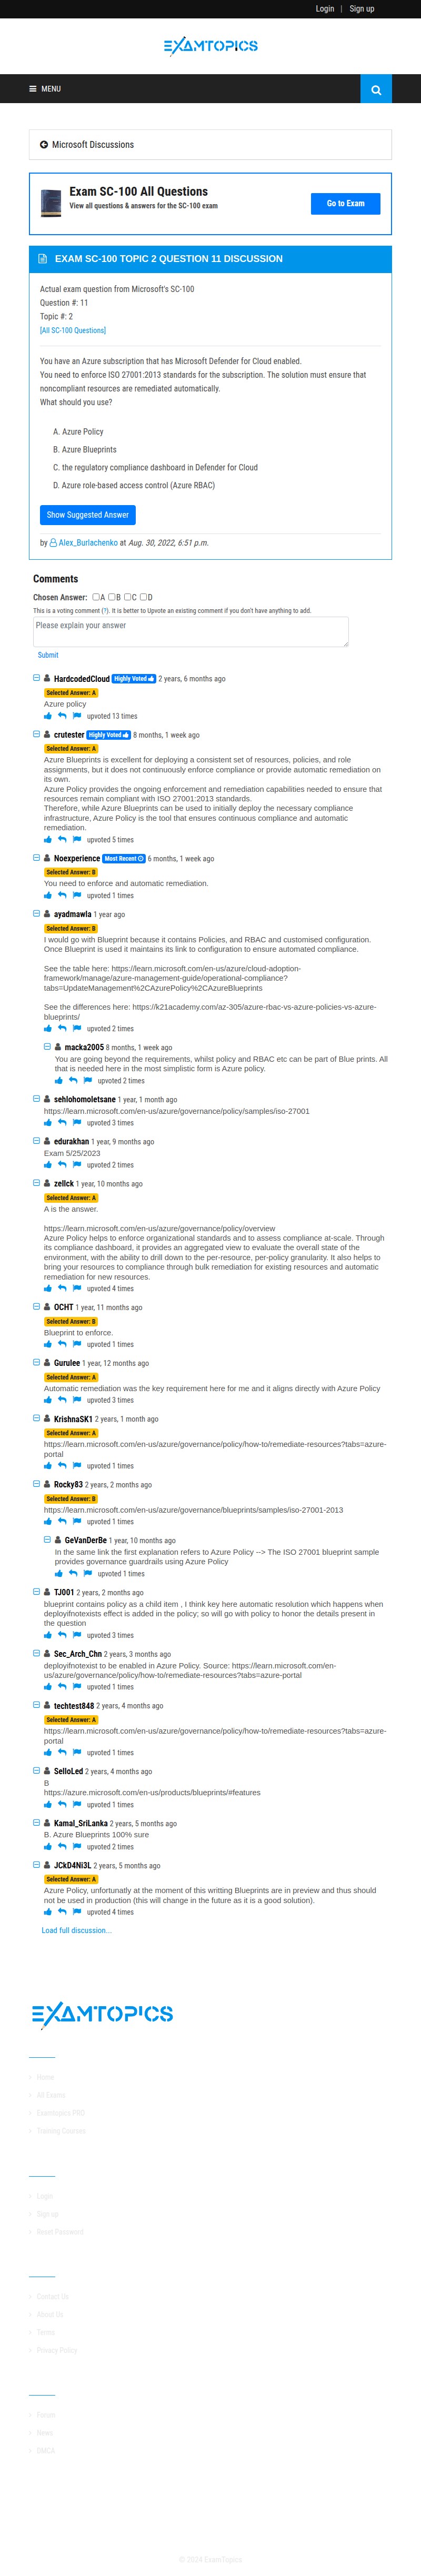 Login | Sign up
EXAMTOPICS
MENU
Microsoft Discussions
Exam SC-100 All Questions
View all questions & answers for the SC-100 exam
Go to Exam
EXAM SC-100 TOPIC 2 QUESTION 11 DISCUSSION
Actual exam question from Microsoft's SC-100
Question #: 11
Topic #: 2
[All SC-100 Questions]
You have an Azure subscription that has Microsoft Defender for Cloud enabled.
You need to enforce ISO 27001:2013 standards for the subscription. The solution must ensure that
noncompliant resources are remediated automatically.
What should you use?
A. Azure Policy
B. Azure Blueprints
C. the regulatory compliance dashboard in Defender for Cloud
D. Azure role-based access control (Azure RBAC)
Show Suggested Answer
by Alex_Burlachenko at Aug. 30, 2022, 6:51 p.m.
Comments
Chosen Answer: A B C D
This is a voting comment (?). It is better to Upvote an existing comment if you don't have anything to add.
Please explain your answer
Submit
HardcodedCloud Highly Voted 2 years, 6 months ago
Selected Answer: A
Azure policy
upvoted 13 times
crutester Highly Voted 8 months, 1 week ago
Selected Answer: A
Azure Blueprints is excellent for deploying a consistent set of resources, policies, and role
assignments, but it does not continuously enforce compliance or provide automatic remediation on
its own.
Azure Policy provides the ongoing enforcement and remediation capabilities needed to ensure that
resources remain compliant with ISO 27001:2013 standards.
Therefore, while Azure Blueprints can be used to initially deploy the necessary compliance
infrastructure, Azure Policy is the tool that ensures continuous compliance and automatic
remediation.
upvoted 5 times
Noexperience Most Recent 6 months, 1 week ago
Selected Answer: B
You need to enforce and automatic remediation.
upvoted 1 times
ayadmawla 1 year ago
Selected Answer: B
I would go with Blueprint because it contains Policies, and RBAC and customised configuration.
Once Blueprint is used it maintains its link to configuration to ensure automated compliance.
See the table here: https://learn.microsoft.com/en-us/azure/cloud-adoption-
framework/manage/azure-management-guide/operational-compliance?
tabs=UpdateManagement%2CAzurePolicy%2CAzureBlueprints
See the differences here: https://k21academy.com/az-305/azure-rbac-vs-azure-policies-vs-azure-
blueprints/
upvoted 2 times
macka2005 8 months, 1 week ago
You are going beyond the requirements, whilst policy and RBAC etc can be part of Blue prints. All
that is needed here in the most simplistic form is Azure policy.
upvoted 2 times
sehlohomoletsane 1 year, 1 month ago
https://learn.microsoft.com/en-us/azure/governance/policy/samples/iso-27001
upvoted 3 times
edurakhan 1 year, 9 months ago
Exam 5/25/2023
upvoted 2 times
zellck 1 year, 10 months ago
Selected Answer: A
A is the answer.
https://learn.microsoft.com/en-us/azure/governance/policy/overview
Azure Policy helps to enforce organizational standards and to assess compliance at-scale. Through
its compliance dashboard, it provides an aggregated view to evaluate the overall state of the
environment, with the ability to drill down to the per-resource, per-policy granularity. It also helps to
bring your resources to compliance through bulk remediation for existing resources and automatic
remediation for new resources.
upvoted 4 times
OCHT 1 year, 11 months ago
Selected Answer: B
Blueprint to enforce.
upvoted 1 times
Gurulee 1 year, 12 months ago
Selected Answer: A
Automatic remediation was the key requirement here for me and it aligns directly with Azure Policy
upvoted 3 times
KrishnaSK1 2 years, 1 month ago
Selected Answer: A
https://learn.microsoft.com/en-us/azure/governance/policy/how-to/remediate-resources?tabs=azure-
portal
upvoted 1 times
Rocky83 2 years, 2 months ago
Selected Answer: B
https://learn.microsoft.com/en-us/azure/governance/blueprints/samples/iso-27001-2013
upvoted 1 times
GeVanDerBe 1 year, 10 months ago
In the same link the first explanation refers to Azure Policy --> The ISO 27001 blueprint sample
provides governance guardrails using Azure Policy
upvoted 1 times
TJ001 2 years, 2 months ago
blueprint contains policy as a child item , I think key here automatic resolution which happens when
deployifnotexists effect is added in the policy; so will go with policy to honor the details present in
the question
upvoted 3 times
Sec_Arch_Chn 2 years, 3 months ago
deployifnotexist to be enabled in Azure Policy. Source: https://learn.microsoft.com/en-
us/azure/governance/policy/how-to/remediate-resources?tabs=azure-portal
upvoted 1 times
techtest848 2 years, 4 months ago
Selected Answer: A
https://learn.microsoft.com/en-us/azure/governance/policy/how-to/remediate-resources?tabs=azure-
portal
upvoted 1 times
SelloLed 2 years, 4 months ago
B
https://azure.microsoft.com/en-us/products/blueprints/#features
upvoted 1 times
Kamal_SriLanka 2 years, 5 months ago
B. Azure Blueprints 100% sure
upvoted 2 times
JCkD4Ni3L 2 years, 5 months ago
Selected Answer: A
Azure Policy, unfortunatly at the moment of this writting Blueprints are in preview and thus should
not be used in production (this will change in the future as it is a good solution).
upvoted 4 times
Load full discussion...
EXAMTOPICS
Home
All Exams
Examtopics PRO
Training Courses
Login
Sign up
Reset Password
Contact Us
About Us
Terms
Privacy Policy
Forum
News
DMCA
© 2024 ExamTopics